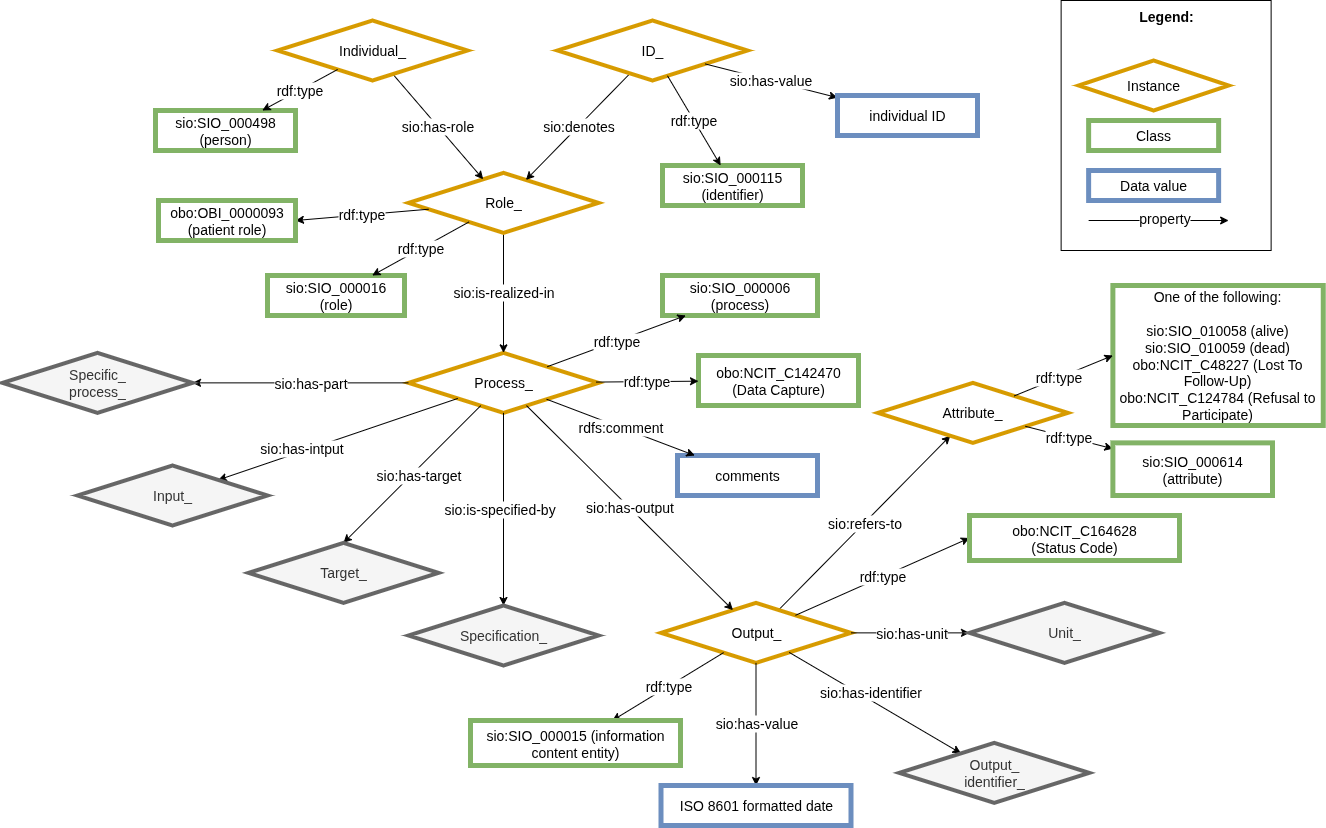 Legend:
Individual_
ID_
sio:has-value
Instance
rdf:type
individual ID
sio:SIO_000498
(person)
sio:has-role
sio:denotes
rdf:type
Class
sio:SIO_000115
(identifier)
Data value
obo:OBI_0000093
(patient role)
rdf:type
Role_
property
rdf:type
sio:SIO_000016
(role)
sio:is-realized-in
sio:SIO_000006
(process)
rdf:type
One of the following:
sio:SIO_010058 (alive)
sio:SIO_010059 (dead)
obo:NCIT_C48227 (Lost To
Follow-Up)
obo:NCIT_C124784 (Refusal to
Participate)
Specific_
process_
sio:has-part
Process_
rdf:type
obo:NCIT_C142470
(Data Capture)
rdf:type
Attribute_
rdfs:comment
rdf:type
sio:has-intput
sio:has-target
comments
sio:SIO_000614
(attribute)
Input_
sio:is-specified-by
sio:has-output
sio:refers-to
obo:NCIT_C164628
(Status Code)
Target_
rdf:type
Specification_
Output_
sio:has-unit
Unit_
rdf:type
sio:has-identifier
sio:has-value
sio:SIO_000015 (information
content entity)
Output_
identifier_
ISO 8601 formatted date